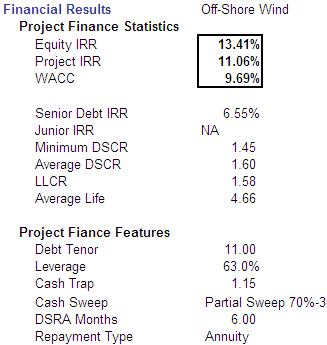 Financial Results Off-Shore Wind
Project Finance Statistics
Equity IRR 13.41%
Project IRR 11.06%
WACC 9.69%
Senior Debt IRR 6.55%
Junior IRR NA
Minimum DSCR 1.45
Average DSCR 1.60
LLCR 1.58
Average Life 4.66
Project Fiance Features
Debt Tenor 11.00
Leverage 63.0%
Cash Trap 1.15
Cash Sweep Partial Sweep 70%-3
DSRA Months 6.00
Repayment Type Annuity